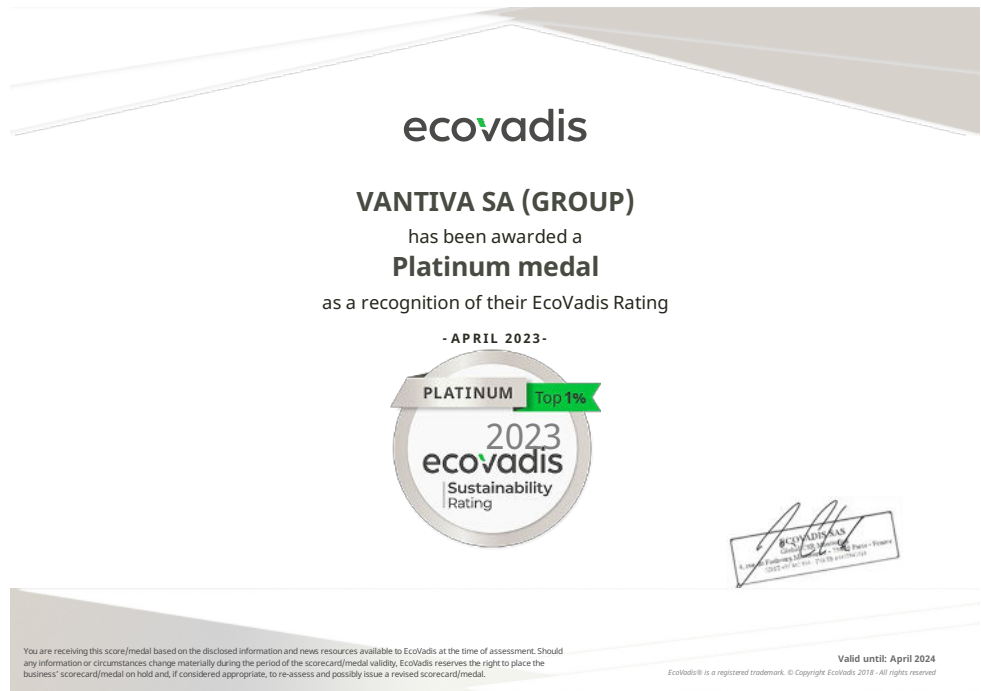 ecovadis
VANTIVA SA (GROUP)
has been awarded a
Platinum medal
as a recognition of their EcoVadis Rating
- APRIL 2023-
PLATINUM
Top 1%
2023
ecovadis
Sustainability
Rating
ECOVADIS SAS
You are receiving this score/medal based on the disclosed information and news resources available to EcoVadis at the time of assessment. Should
any information or circumstances change materially during the period of the scorecard/medal validity, EcoVadis reserves the right to place the
business' scorecard/medal on hold and, if considered appropriate, to re-assess and possibly issue a revised scorecard/medal.
Valid until: April 2024
EcoVadis® is a registered trademark. © Copyright EcoVadis 2018 - All rights reserved